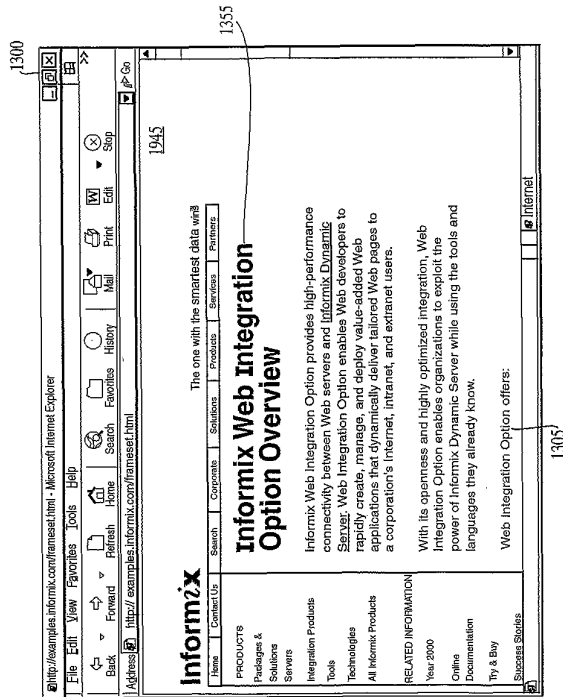 1300
http://examples.informix.com/frameset.html - Microsoft Internet Explorer
File Edit View Favorites Tools Help
Back Forward Refresh Home Search Favorites History Mail Print Edit Stop
Address http:// examples.informix.com/frameset.html Go
1945
1355
Informix
The one with the smartest data wins
Home Contact Us Search Corporate Solutions Products Services Partners
PRODUCTS
Packages &
Solutions
Servers
Integration Products
Tools
Technologies
All Informix Products
RELATED INFORMATION
Year 2000
Online
Documentation
Try & Buy
Success Stories
Informix Web Integration
Option Overview
Informix Web Integration Option provides high-performance
connectivity between Web servers and Informix Dynamic
Server. Web Integration Option enables Web developers to
rapidly create, manage, and deploy value-added Web
applications that dynamically deliver tailored Web pages to
a corporation's Internet, intranet, and extranet users.
With its openness and highly optimized integration, Web
Integration Option enables organizations to exploit the
power of Informix Dynamic Server while using the tools and
languages they already know.
Web Integration Option offers:
Internet
1305